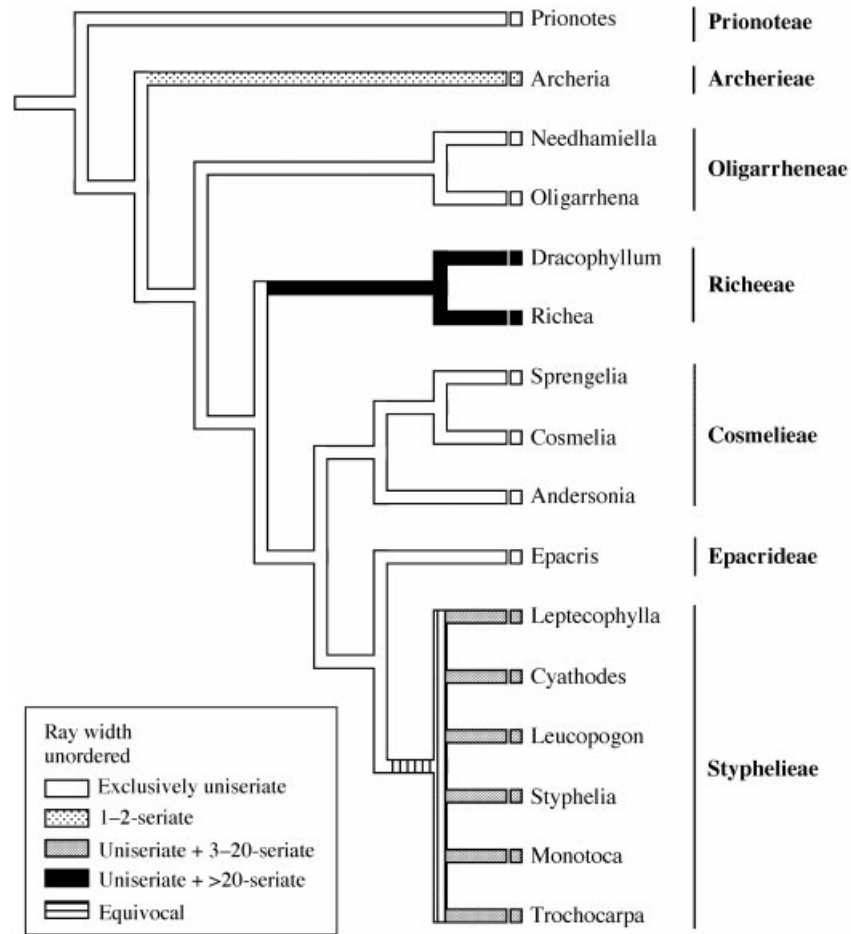 Prionotes
Prionoteae
Archeria
Archerieae
Needhamiella
Oligarrheneae
Oligarrhena
Dracophyllum
Richeeae
Richea
Sprengelia
Cosmelia
Cosmelieae
Andersonia
Epacris
Epacrideae
Leptecophylla
Cyathodes
Leucopogon
Styphelieae
Styphelia
Monotoca
Trochocarpa
Ray width
unordered
Exclusively uniseriate
1–2-seriate
Uniseriate + 3–20-seriate
Uniseriate + >20-seriate
Equivocal